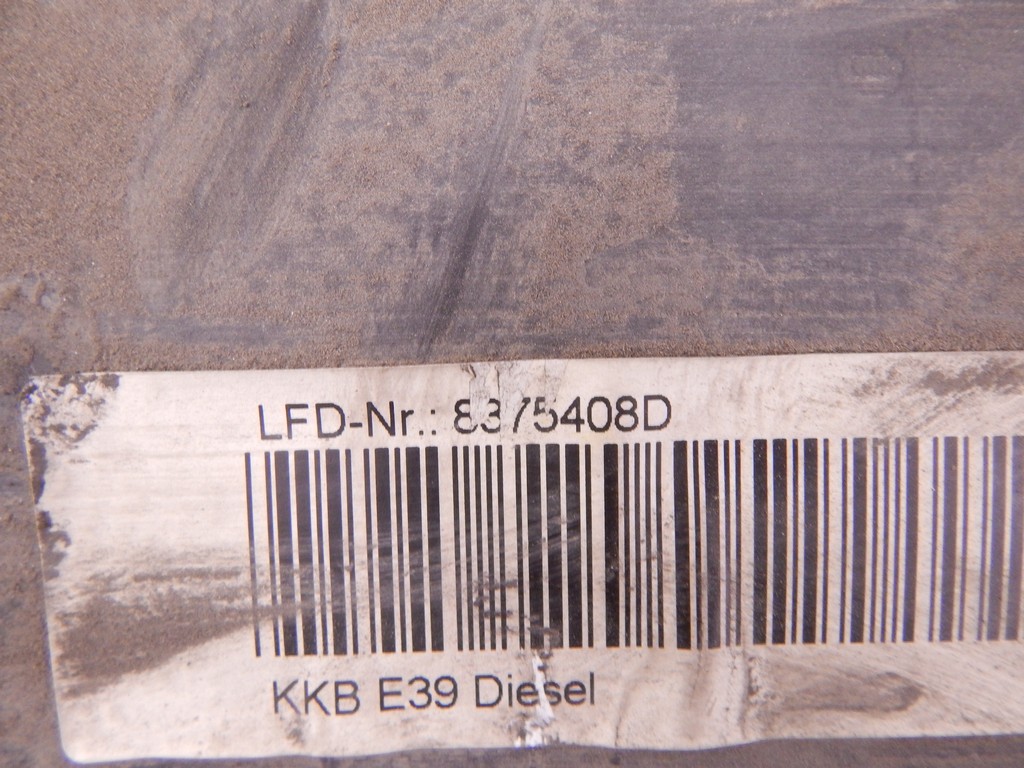 LFD-Nr.: 8375408D
KKB E39 Diesel